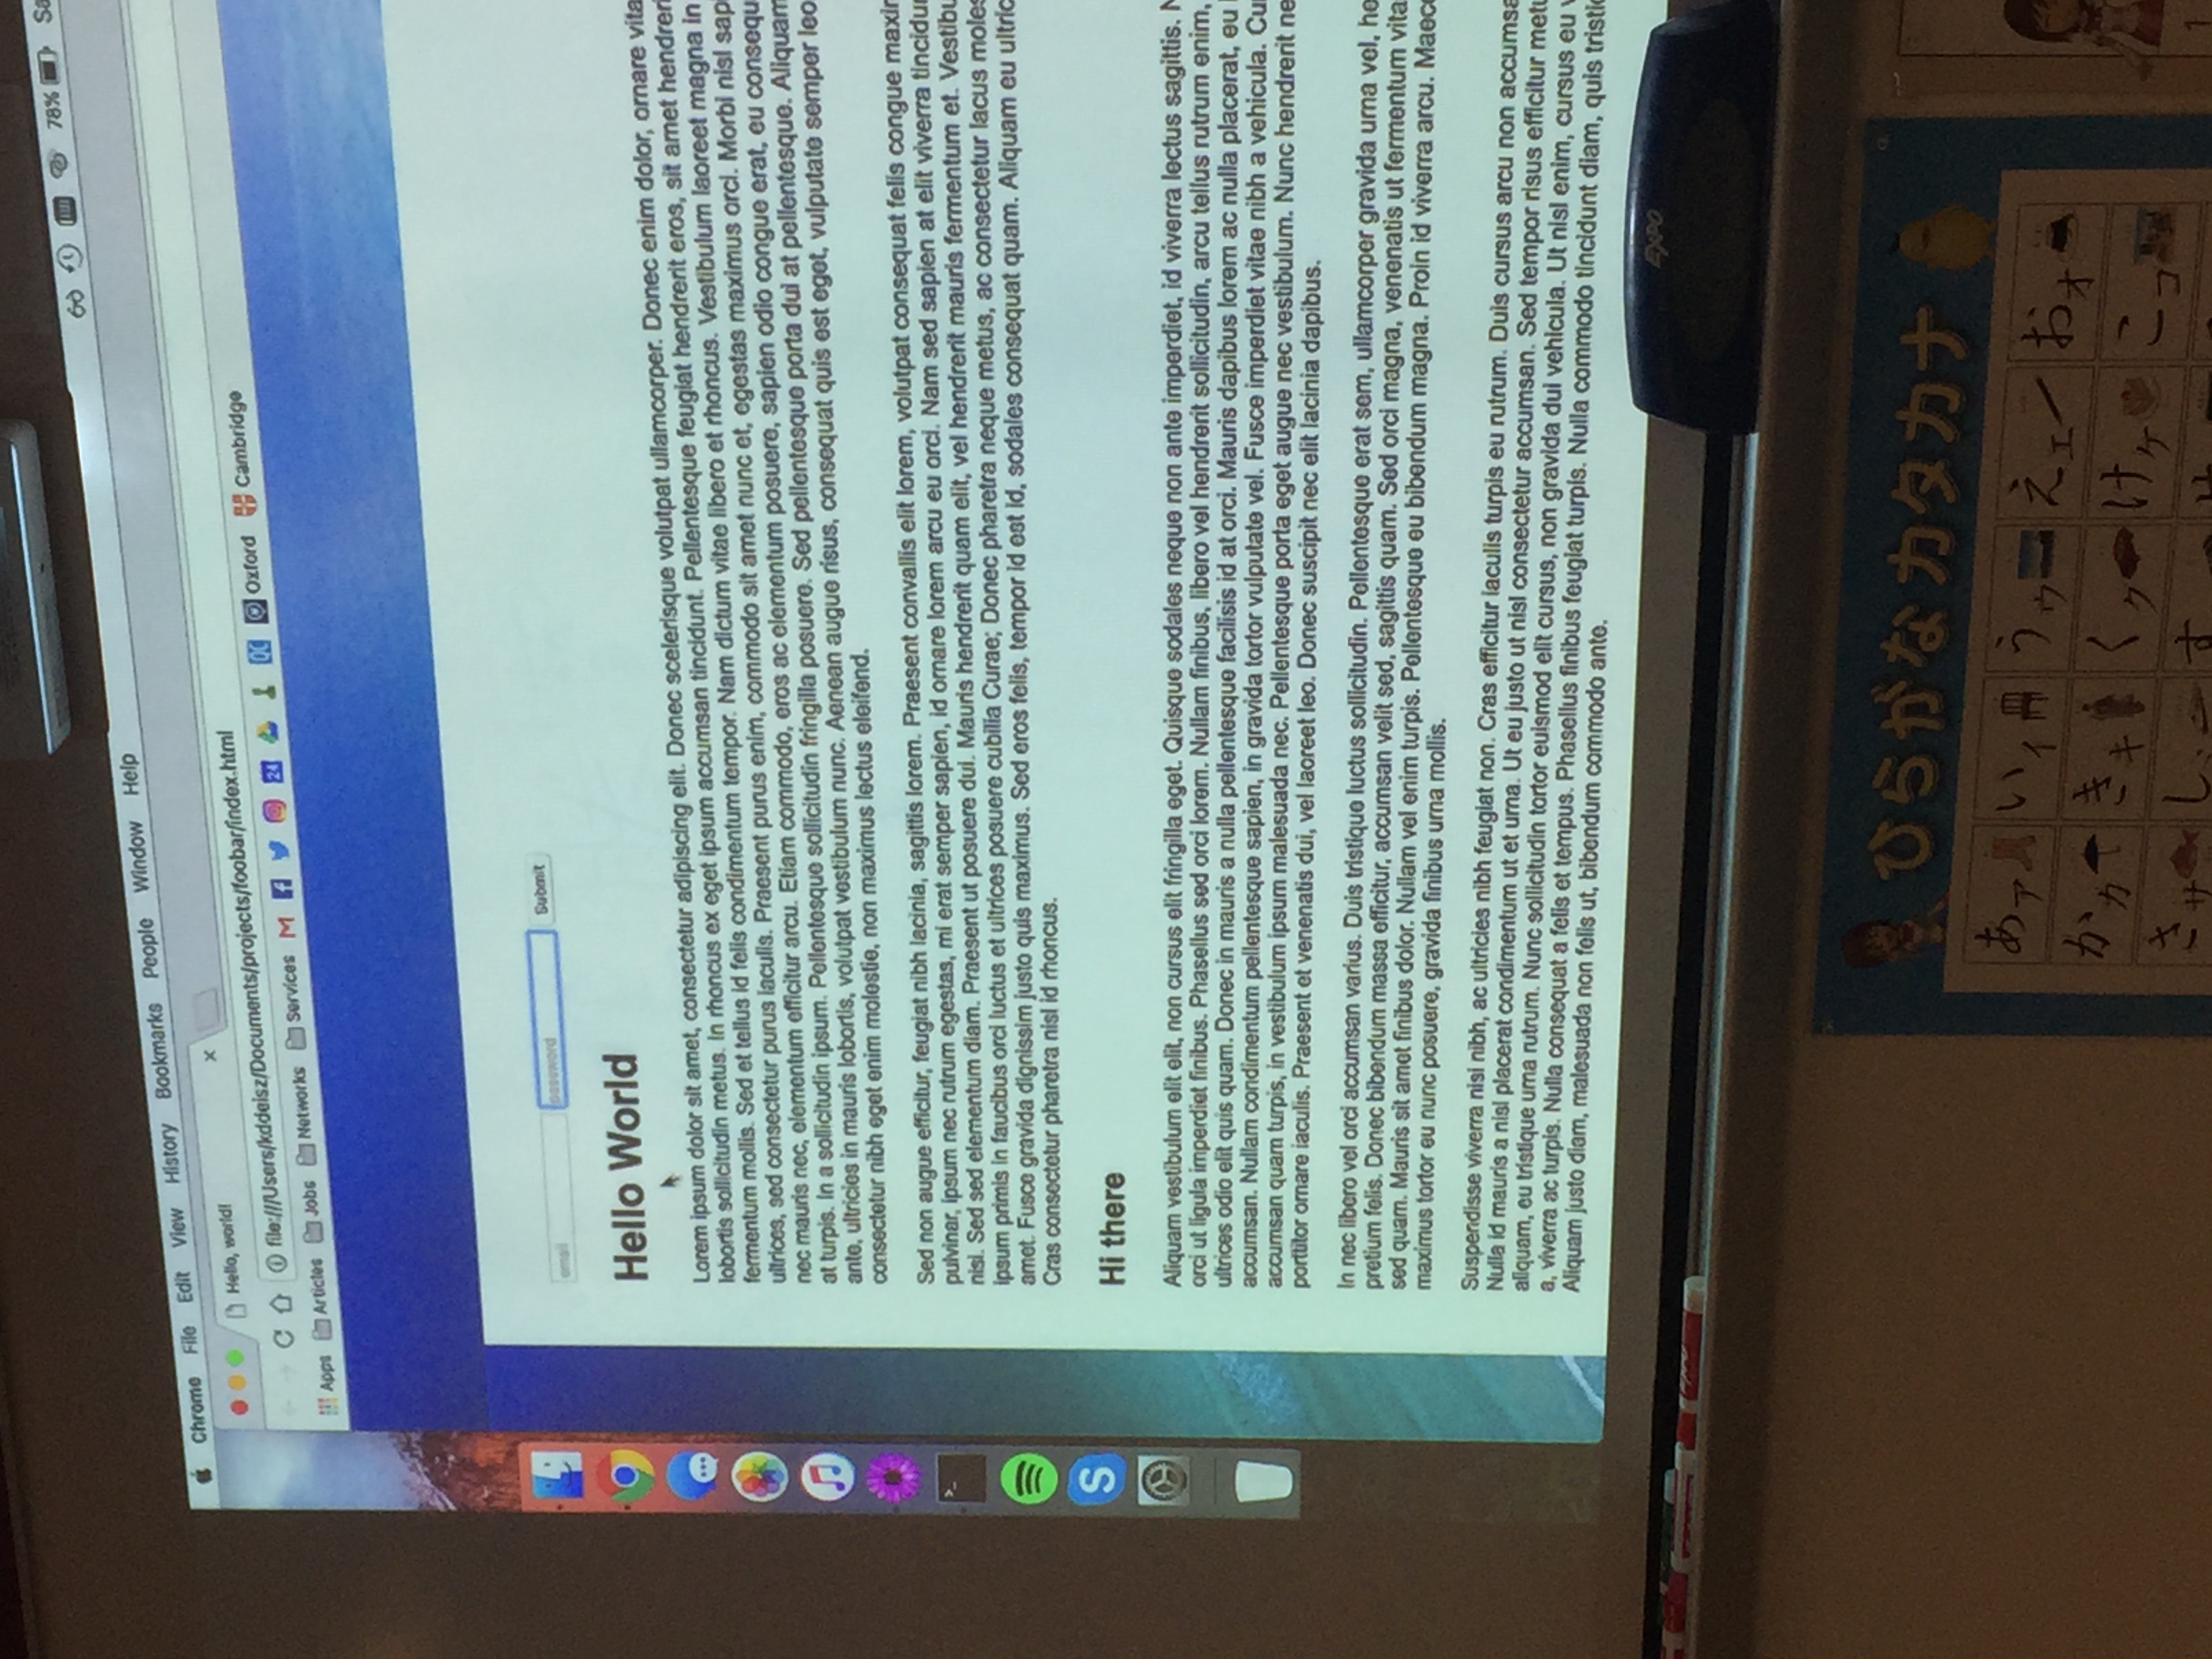 78%
Chrome File Edit View History Bookmarks People Window Help
Hello, world!
file:///Users/kddeisz/Documents/projects/foobar/index.html
Apps Articles Jobs Networks Services 24 QC Oxford Cambridge
email password Submit
Hello World
Lorem ipsum dolor sit amet, consectetur adipiscing elit. Donec scelerisque volutpat ullamcorper. Donec enim dolor, ornare vita
lobortis sollicitudin metus. In rhoncus ex eget ipsum accumsan tincidunt. Pellentesque feugiat hendrerit eros, sit amet hendreri
fermentum mollis. Sed et tellus id felis condimentum tempor. Nam dictum vitae libero et rhoncus. Vestibulum laoreet magna in
ultrices, sed consectetur purus iaculis. Praesent purus enim, commodo sit amet nunc et, egestas maximus orci. Morbi nisl sap
nec mauris nec, elementum efficitur arcu. Etiam commodo, eros ac elementum posuere, sapien odio congue erat, eu consequ
at turpis. In a sollicitudin ipsum. Pellentesque sollicitudin fringilla posuere. Sed pellentesque porta dui at pellentesque. Aliquam
ante, ultricies in mauris lobortis, volutpat vestibulum nunc. Aenean augue risus, consequat quis est eget, vulputate semper leo
consectetur nibh eget enim molestie, non maximus lectus eleifend.
Sed non augue efficitur, feugiat nibh lacinia, sagittis lorem. Praesent convallis elit lorem, volutpat consequat felis congue maxim
pulvinar, ipsum nec rutrum egestas, mi erat semper sapien, id ornare lorem arcu eu orci. Nam sed sapien at elit viverra tincidu
nisi. Sed sed elementum diam. Praesent ut posuere dui. Mauris hendrerit quam elit, vel hendrerit mauris fermentum et. Vestibu
ipsum primis in faucibus orci luctus et ultrices posuere cubilia Curae; Donec pharetra neque metus, ac consectetur lacus moles
amet. Fusce gravida dignissim justo quis maximus. Sed eros felis, tempor id est id, sodales consequat quam. Aliquam eu ultric
Cras consectetur pharetra nisl id rhoncus.
Hi there
Aliquam vestibulum elit elit, non cursus elit fringilla eget. Quisque sodales neque non ante imperdiet, id viverra lectus sagittis. N
orci ut ligula imperdiet finibus. Phasellus sed orci lorem. Nullam finibus, libero vel hendrerit sollicitudin, arcu tellus rutrum enim,
ultrices odio elit quis quam. Donec in mauris a nulla pellentesque facilisis id at orci. Mauris dapibus lorem ac nulla placerat, eu
accumsan. Nullam condimentum pellentesque sapien, in gravida tortor vulputate vel. Fusce imperdiet vitae nibh a vehicula. Cu
accumsan quam turpis, in vestibulum ipsum malesuada nec. Pellentesque porta eget augue nec vestibulum. Nunc hendrerit ne
porttitor ornare iaculis. Praesent et venenatis dui, vel laoreet leo. Donec suscipit nec elit lacinia dapibus.
In nec libero vel orci accumsan varius. Duis tristique luctus sollicitudin. Pellentesque erat sem, ullamcorper gravida urna vel, he
pretium felis. Donec bibendum massa efficitur, accumsan velit sed, sagittis quam. Sed orci magna, venenatis ut fermentum vita
sed quam. Mauris sit amet finibus dolor. Nullam vel enim turpis. Pellentesque eu bibendum magna. Proin id viverra arcu. Maece
maximus tortor eu nunc posuere, gravida finibus urna mollis.
Suspendisse viverra nisi nibh, ac ultricies nibh feugiat non. Cras efficitur iaculis turpis eu rutrum. Duis cursus arcu non accumsa
Nulla id mauris a nisl placerat condimentum ut et urna. Ut eu justo ut nisl consectetur accumsan. Sed tempor risus efficitur metu
aliquam, eu tristique urna rutrum. Nunc sollicitudin tortor euismod elit cursus, non gravida dui vehicula. Ut nisl enim, cursus eu v
a, viverra ac turpis. Nulla consequat a felis et tempus. Phasellus finibus feugiat turpis. Nulla commodo tincidunt diam, quis tristic
Aliquam justo diam, malesuada non felis ut, bibendum commodo ante.
EXPO
ひらがなカタカナ
あア いイ うウ えエ おオ
かカ きキ くク けケ こコ
さサ し す